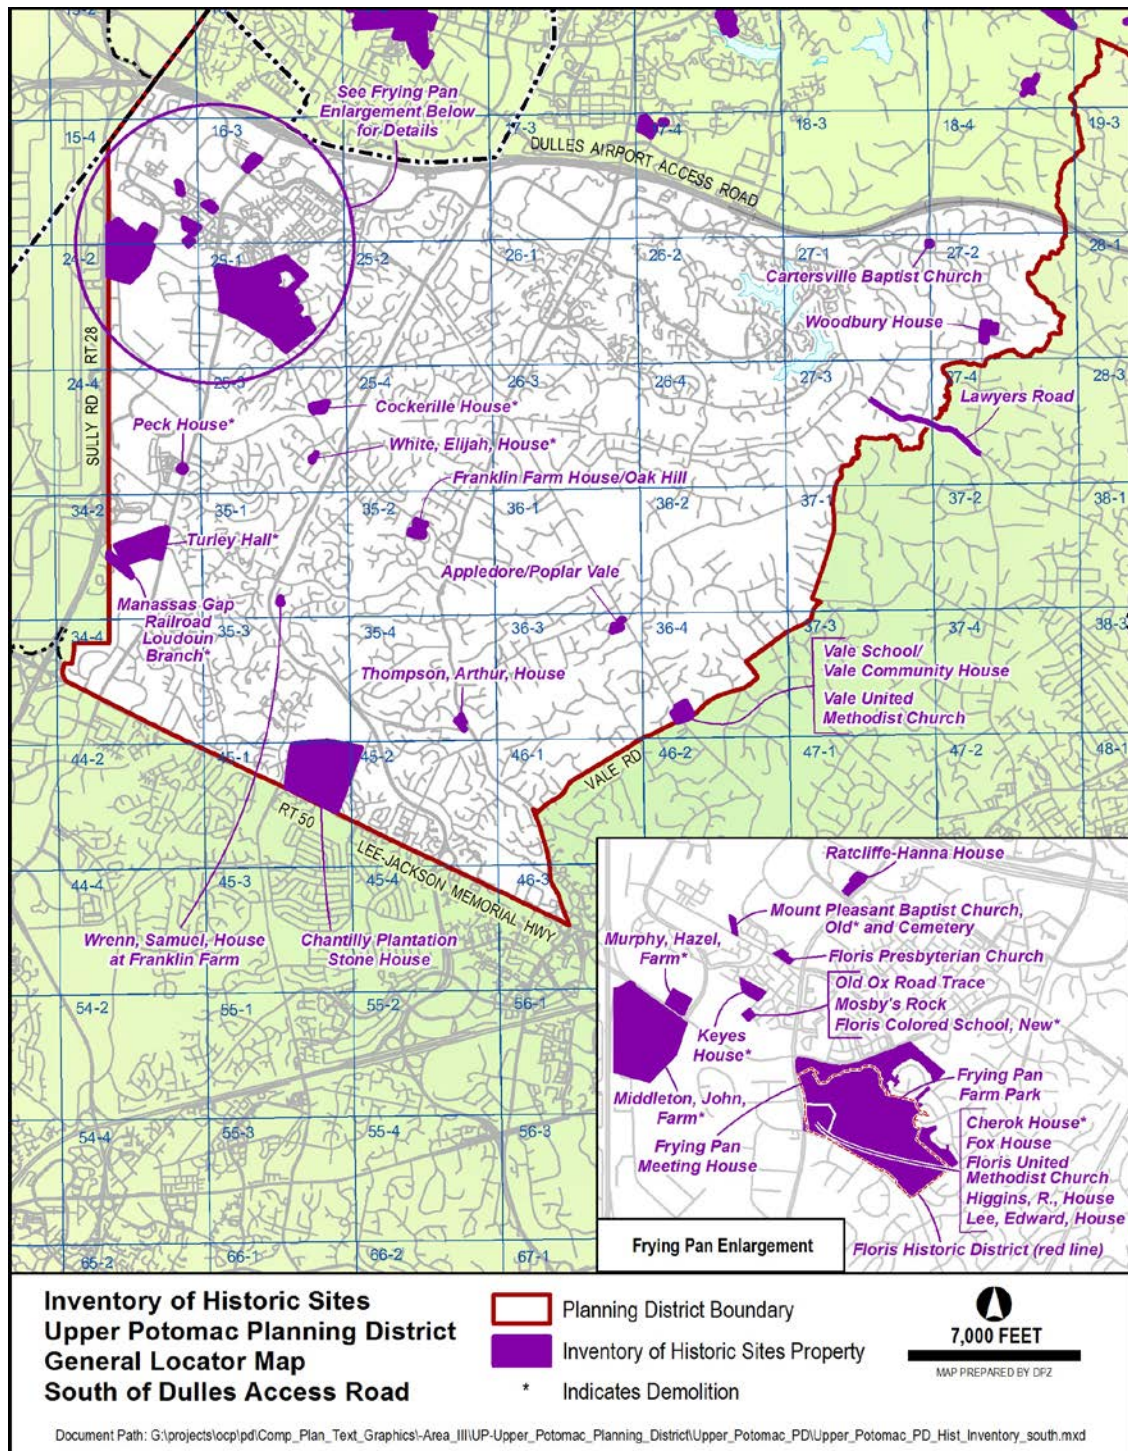 15-2
16-1
See Frying Pan
Enlargement Below
for Details
15-4
16-3
17-3
17-4
18-3
18-4
19-3
DULLES AIRPORT ACCESS ROAD
24-2
25-1
25-2
26-1
26-2
27-1
27-2
28-1
Cartersville Baptist Church
Woodbury House
SULLY RD RT 28
24-4
25-3
25-4
26-3
26-4
27-3
27-4
28-3
Lawyers Road
Cockerille House*
Peck House*
White, Elijah, House*
Franklin Farm House/Oak Hill
34-2
35-1
35-2
36-1
37-1
37-2
38-1
Turley Hall*
Appledore/Poplar Vale
Manassas Gap
Railroad
Loudoun
Branch*
34-4
35-3
35-4
36-3
36-4
37-3
37-4
38-3
Vale School/
Vale Community House
Vale United
Methodist Church
Thompson, Arthur, House
44-2
45-1
45-2
46-1
46-2
47-1
47-2
48-1
VALE RD
RT 50
LEE-JACKSON MEMORIAL HWY
44-4
45-3
45-4
46-3
Wrenn, Samuel, House
at Franklin Farm
Chantilly Plantation
Stone House
54-2
55-1
55-2
56-1
54-4
55-3
55-4
56-3
65-2
66-1
66-2
67-1
Ratcliffe-Hanna House
Mount Pleasant Baptist Church,
Old* and Cemetery
Murphy, Hazel,
Farm*
Floris Presbyterian Church
Old Ox Road Trace
Mosby's Rock
Floris Colored School, New*
Keyes
House*
Middleton, John,
Farm*
Frying Pan
Meeting House
Frying Pan
Farm Park
Cherok House*
Fox House
Floris United
Methodist Church
Higgins, R., House
Lee, Edward, House
Floris Historic District (red line)
Frying Pan Enlargement
Inventory of Historic Sites
Upper Potomac Planning District
General Locator Map
South of Dulles Access Road
Planning District Boundary
Inventory of Historic Sites Property
* Indicates Demolition
7,000 FEET
MAP PREPARED BY DPZ
Document Path: G:\projects\ocp\pd\Comp_Plan_Text_Graphics\-Area_III\UP-Upper_Potomac_Planning_District\Upper_Potomac_PD\Upper_Potomac_PD_Hist_Inventory_south.mxd